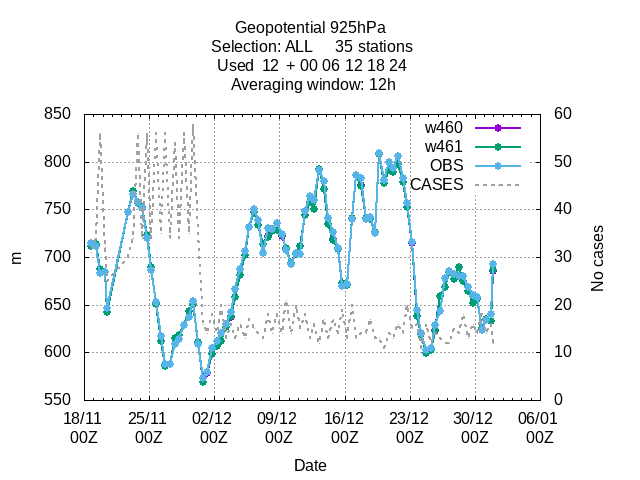 Geopotential 925hPa
Selection: ALL 35 stations
Used 12 + 00 06 12 18 24
Averaging window: 12h
850 60
w460
w461
OBS
CASES
800 50
750 40
700 30
650 20
600 10
550 0
m
No cases
18/11 25/11 02/12 09/12 16/12 23/12 30/12 06/01
00Z 00Z 00Z 00Z 00Z 00Z 00Z 00Z
Date